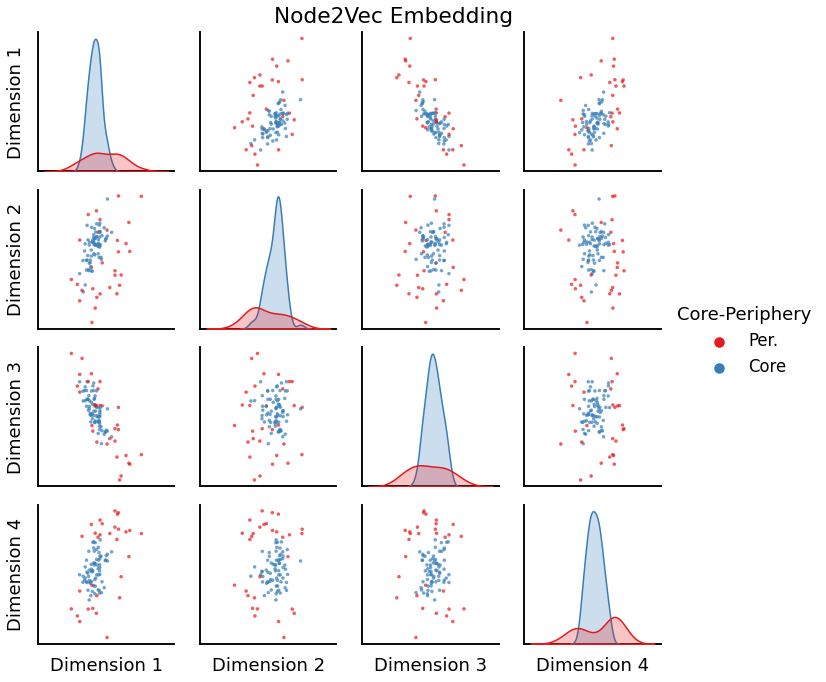 Node2Vec Embedding
Dimension 1
Dimension 2
Dimension 3
Dimension 4
Core-Periphery
Per.
Core
Dimension 1
Dimension 2
Dimension 3
Dimension 4